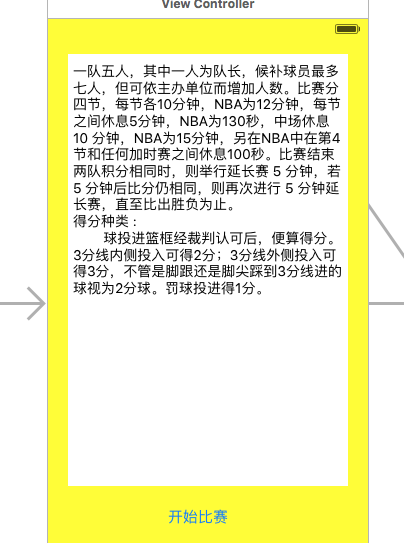 View Controller
一队五人，其中一人为队长，候补球员最多
七人，但可依主办单位而增加人数。比赛分
四节，每节各10分钟，NBA为12分钟，每节
之间休息5分钟，NBA为130秒，中场休息
10 分钟，NBA为15分钟，另在NBA中在第4
节和任何加时赛之间休息100秒。比赛结束
两队积分相同时，则举行延长赛 5 分钟，若
5 分钟后比分仍相同，则再次进行 5 分钟延
长赛，直至比出胜负为止。
得分种类：
球投进篮框经裁判认可后，便算得分。
3分线内侧投入可得2分；3分线外侧投入可
得3分，不管是脚跟还是脚尖踩到3分线进的
球视为2分球。罚球投进得1分。
开始比赛